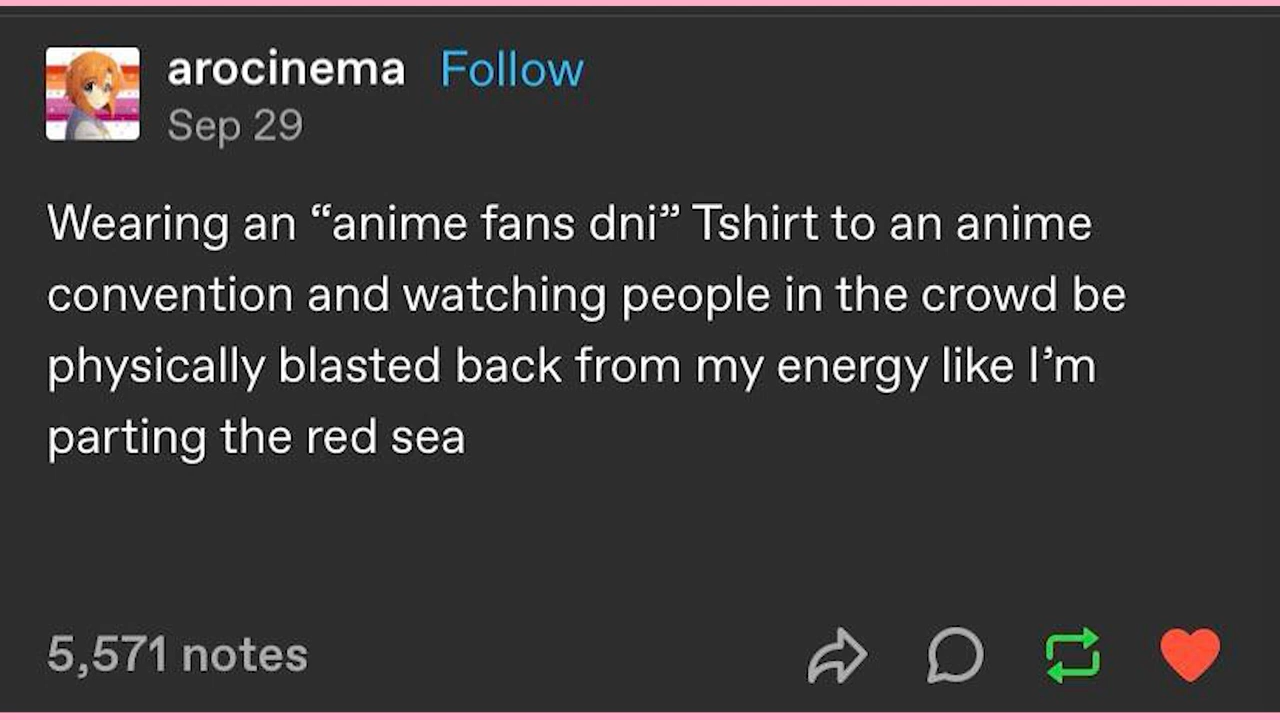 arocinema Follow
Sep 29
Wearing an “anime fans dni” Tshirt to an anime
convention and watching people in the crowd be
physically blasted back from my energy like I’m
parting the red sea
5,571 notes